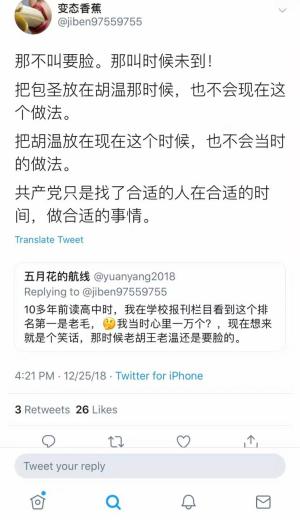 变态香蕉
@jiben97559755
那不叫要脸。那叫时候未到！
把包圣放在胡温那时候，也不会现在这
个做法。
把胡温放在现在这个时候，也不会当时
的做法。
共产党只是找了合适的人在合适的时
间，做合适的事情。
Translate Tweet
五月花的航线 @yuanyang2018
Replying to @jiben97559755
10多年前读高中时，我在学校报刊栏目看到这个排
名第一是老毛，🤔我当时心里一万个？，现在想来
就是个笑话，那时候老胡王老温还是要脸的。
4:21 PM · 12/25/18 · Twitter for iPhone
3 Retweets 26 Likes
Tweet your reply